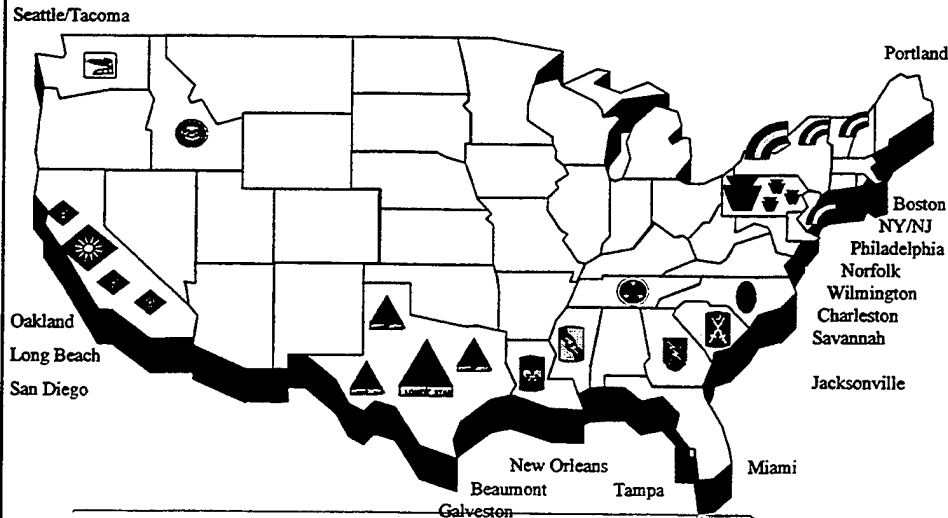 Seattle/Tacoma
Portland
Boston
NY/NJ
Philadelphia
Norfolk
Wilmington
Charleston
Savannah
Jacksonville
Oakland
Long Beach
San Diego
LONE STAR
New Orleans
Beaumont
Galveston
Tampa
Miami